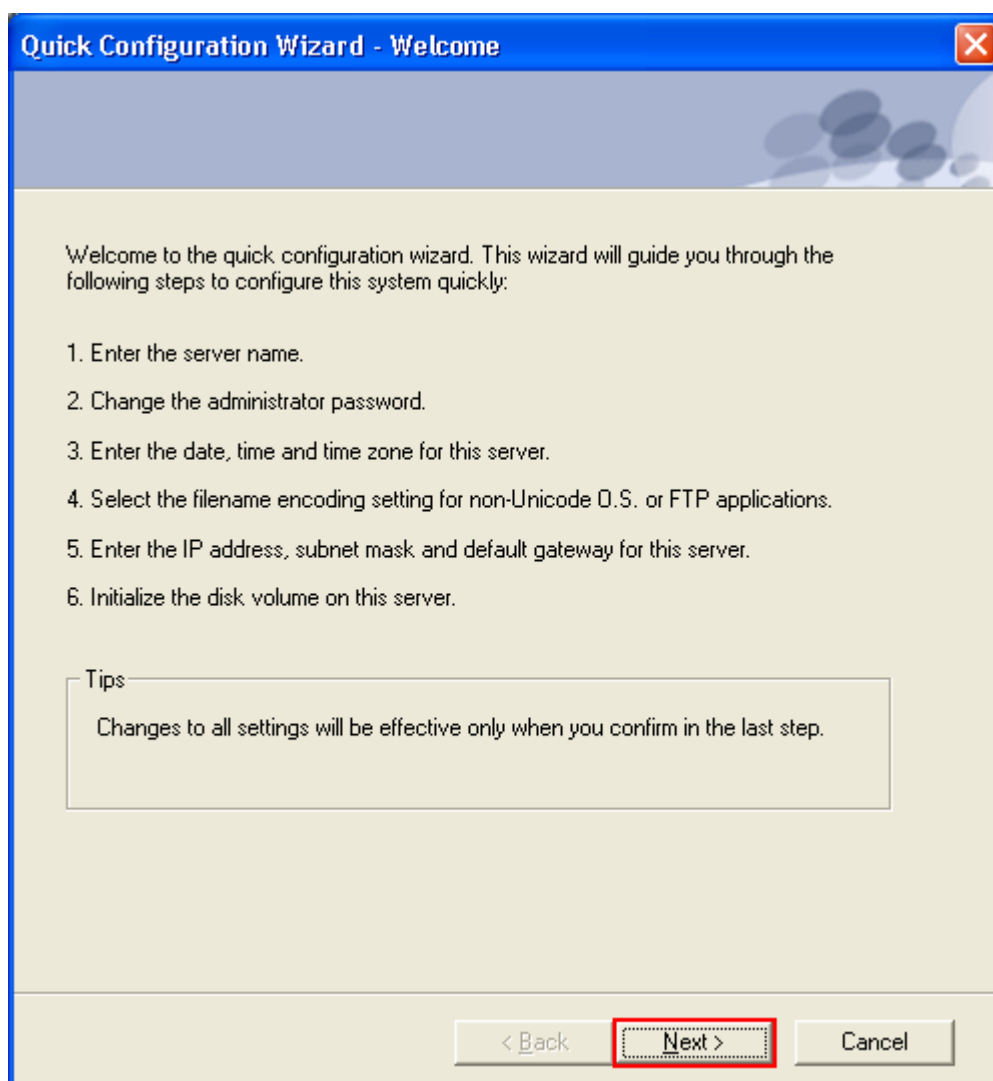 Quick Configuration Wizard - Welcome
Welcome to the quick configuration wizard. This wizard will guide you through the
following steps to configure this system quickly:
1. Enter the server name.
2. Change the administrator password.
3. Enter the date, time and time zone for this server.
4. Select the filename encoding setting for non-Unicode O.S. or FTP applications.
5. Enter the IP address, subnet mask and default gateway for this server.
6. Initialize the disk volume on this server.
Tips
Changes to all settings will be effective only when you confirm in the last step.
< Back Next > Cancel